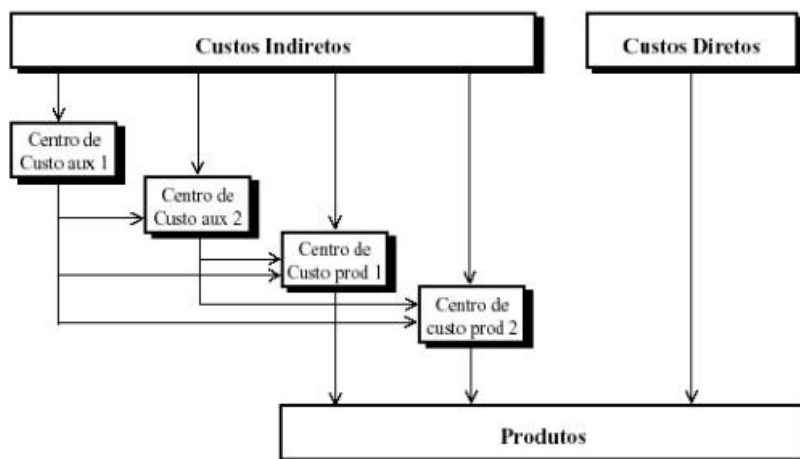 Custos Indiretos
Custos Diretos
Centro de
Custo aux 1
Centro de
Custo aux 2
Centro de
Custo prod 1
Centro de
custo prod 2
Produtos